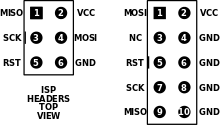 MISO 1 2 VCC
SCK 3 4 MOSI
RST 5 6 GND
ISP
HEADERS
TOP
VIEW
MOSI 1 2 VCC
NC 3 4 GND
RST 5 6 GND
SCK 7 8 GND
MISO 9 10 GND